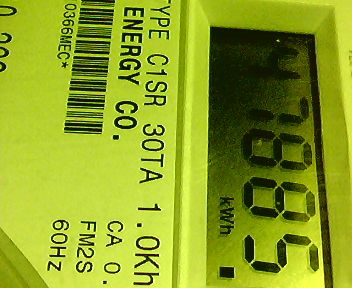 47885
kWh
TYPE C1SR 30TA 1.0Kh
ENERGY CO.
CA 0.
FM2S
60Hz
0366MEC*